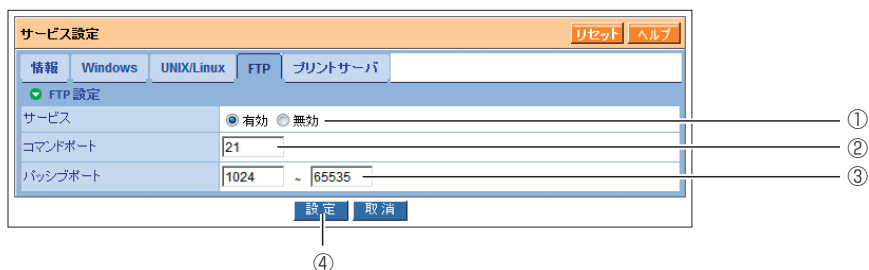 サービス設定 リセット ヘルプ
情報 Windows UNIX/Linux FTP プリントサーバ
FTP 設定
サービス 有効 無効 ①
コマンドポート 21 ②
パッシブポート 1024 ~ 65535 ③
設定 取消
④